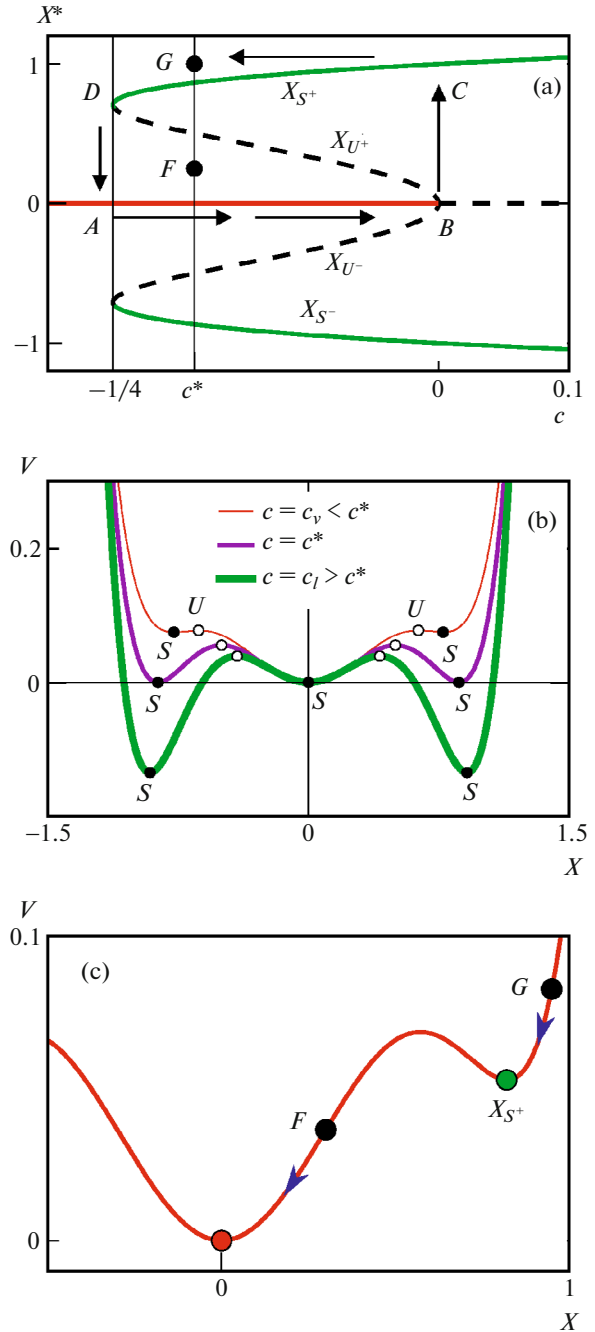 X*
1
G
(a)
D
X_{S^+}
C
X_{U^+}
F
0
A
B
X_{U^-}
X_{S^-}
−1
−1/4
c*
0
0.1
c
V
c = c_v < c*
(b)
0.2
c = c*
c = c_l > c*
U
U
S
S
0
S
S
S
S
S
−1.5
0
1.5
X
V
0.1
(c)
G
X_{S^+}
F
0
0
1
X